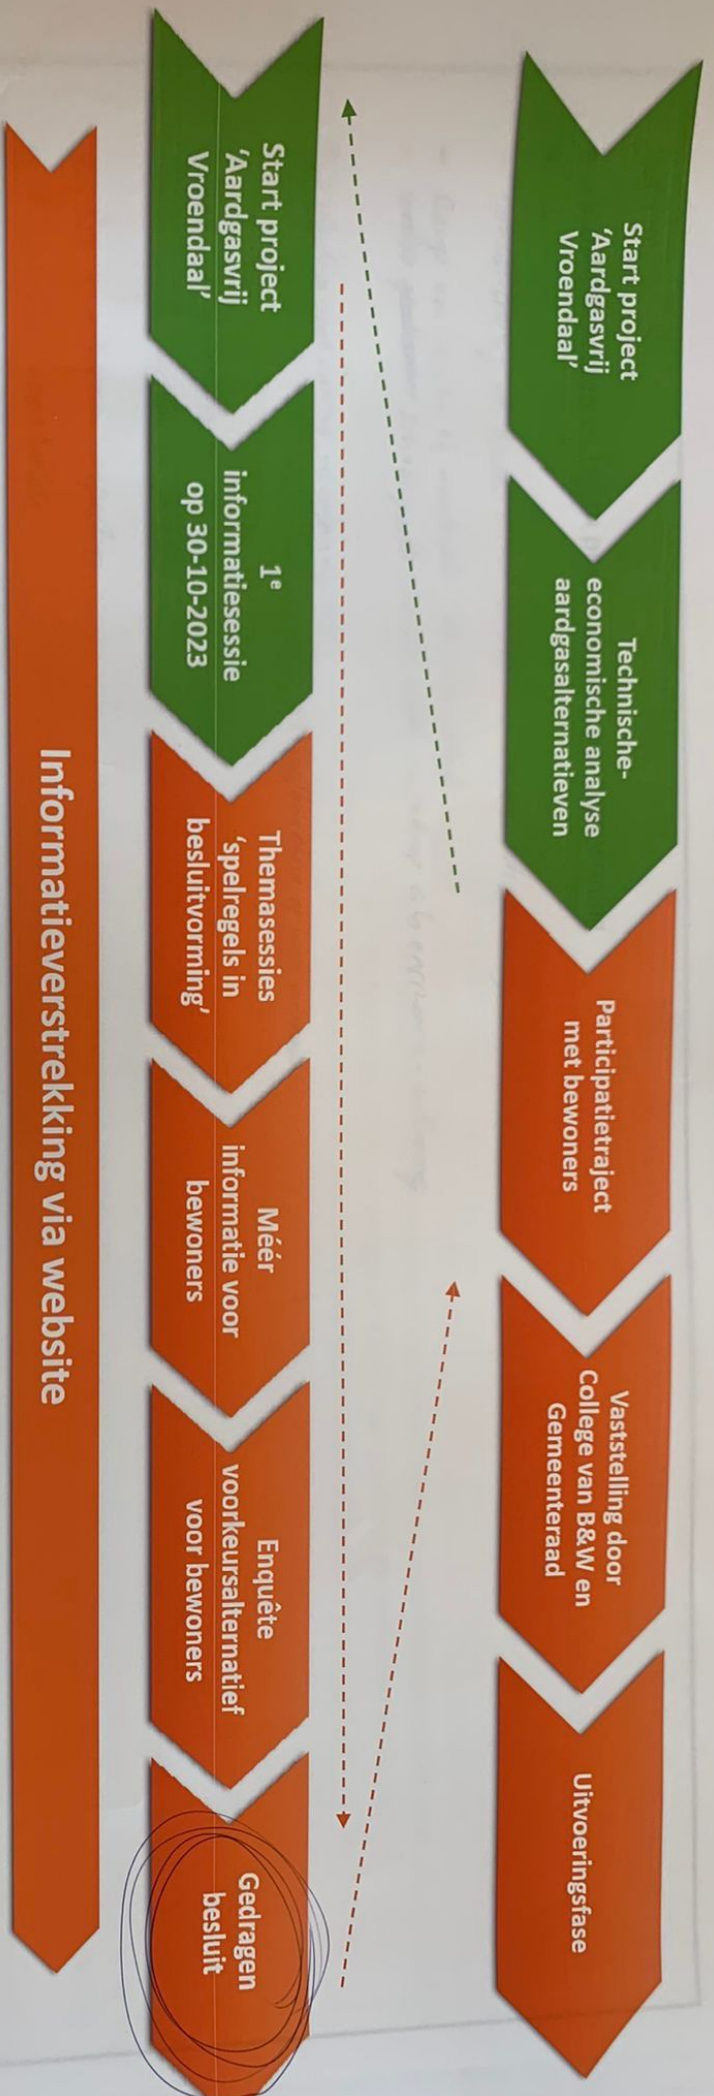 Start project
‘Aardgasvrij
Vroendaal’
Technische-
economische analyse
aardgasalternatieven
Participatietraject
met bewoners
Vaststelling door
College van B&W en
Gemeenteraad
Uitvoeringsfase
Start project
‘Aardgasvrij
Vroendaal’
1e
informatiesessie
op 30-10-2023
Themasessies
‘spelregels in
besluitvorming’
Méér
informatie voor
bewoners
Enquête
voorkeursalternatief
voor bewoners
Gedragen
besluit
Informatieverstrekking via website